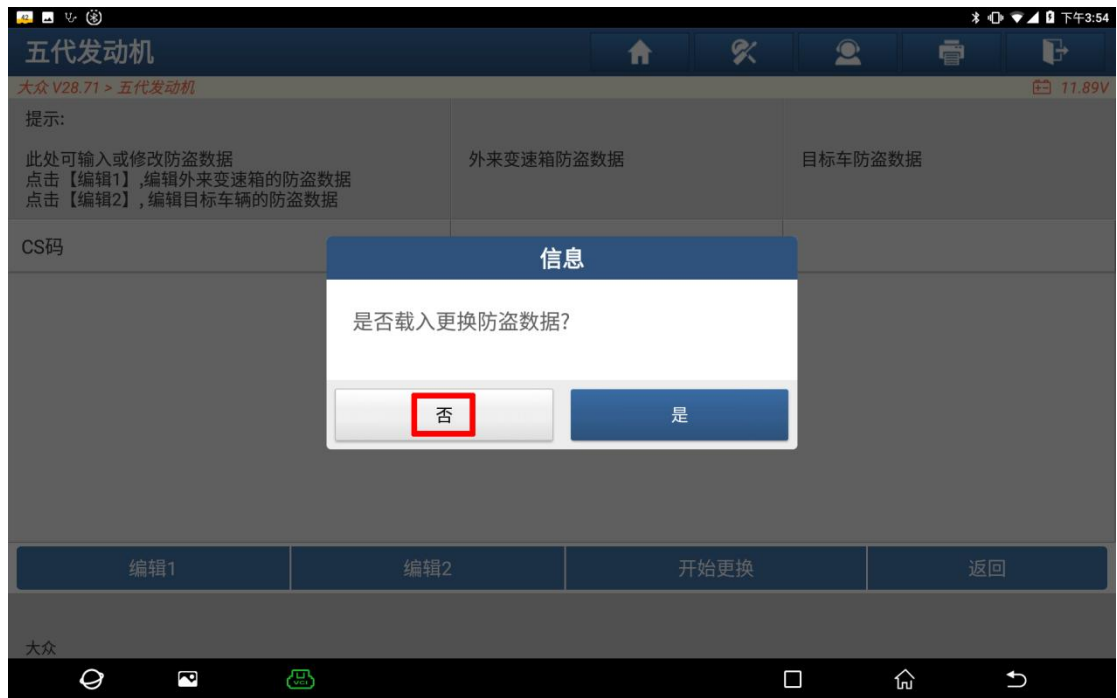 42
下午3:54
五代发动机
大众 V28.71 > 五代发动机
11.89V
提示:
此处可输入或修改防盗数据
点击【编辑1】,编辑外来变速箱的防盗数据
点击【编辑2】, 编辑目标车辆的防盗数据
外来变速箱防盗数据
目标车防盗数据
CS码
信息
是否载入更换防盗数据?
否
是
编辑1
编辑2
开始更换
返回
大众
VCI